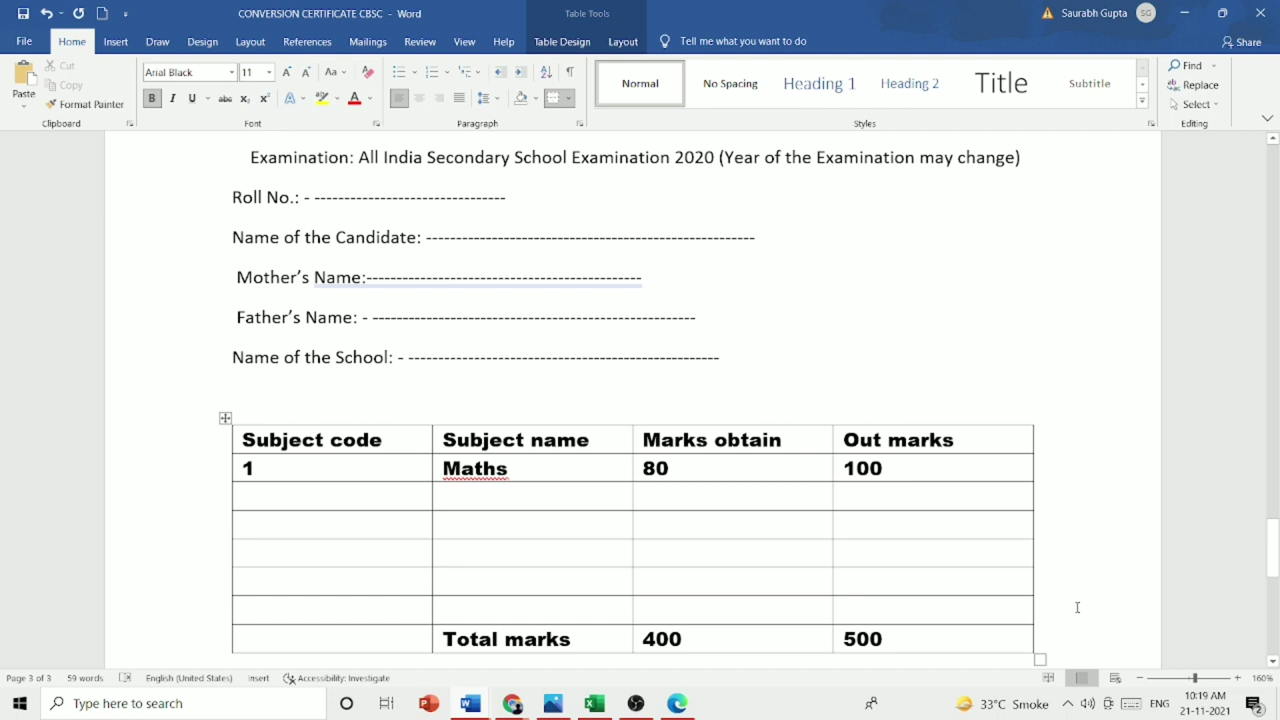 CONVERSION CERTIFICATE CBSC - Word
Table Tools
Saurabh Gupta
SG
File
Home
Insert
Draw
Design
Layout
References
Mailings
Review
View
Help
Table Design
Layout
Tell me what you want to do
Share
Paste
Cut
Copy
Format Painter
Clipboard
Arial Black
11
Font
Paragraph
Normal
No Spacing
Heading 1
Heading 2
Title
Subtitle
Styles
Find
Replace
Select
Editing
Examination: All India Secondary School Examination 2020 (Year of the Examination may change)
Roll No.: - --------------------------------
Name of the Candidate: -------------------------------------------------------
Mother's Name:----------------------------------------------
Father's Name: - ------------------------------------------------------
Name of the School: - ----------------------------------------------------
Subject code Subject name Marks obtain Out marks
1 Maths 80 100
Total marks 400 500
Page 3 of 3 59 words English (United States) Insert Accessibility: Investigate 160%
Type here to search
33°C Smoke
ENG
10:19 AM
21-11-2021
2